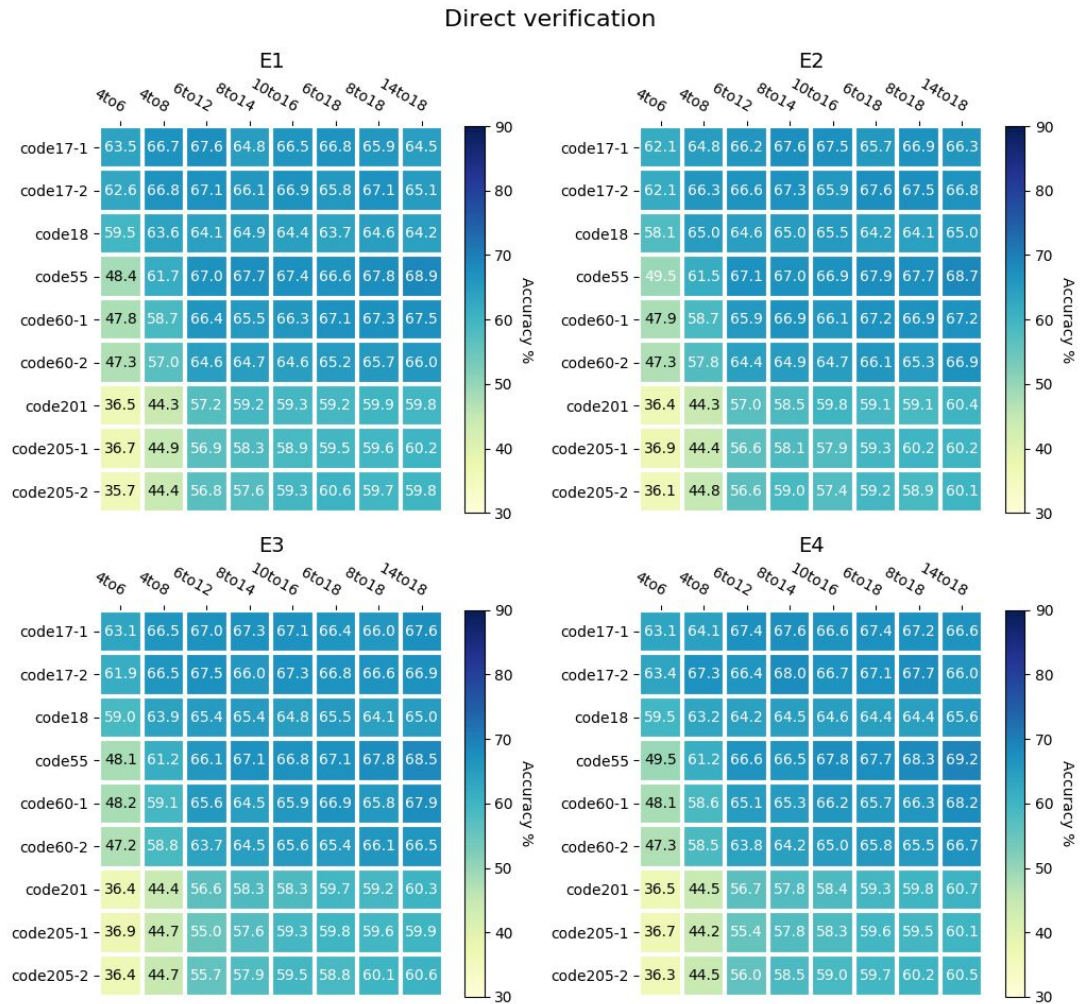 Direct verification
E1
4to6 4to8 6to12 8to14 10to16 6to18 8to18 14to18
code17-1 63.5 66.7 67.6 64.8 66.5 66.8 65.9 64.5
code17-2 62.6 66.8 67.1 66.1 66.9 65.8 67.1 65.1
code18 59.5 63.6 64.1 64.9 64.4 63.7 64.6 64.2
code55 48.4 61.7 67.0 67.7 67.4 66.6 67.8 68.9
code60-1 47.8 58.7 66.4 65.5 66.3 67.1 67.3 67.5
code60-2 47.3 57.0 64.6 64.7 64.6 65.2 65.7 66.0
code201 36.5 44.3 57.2 59.2 59.3 59.2 59.9 59.8
code205-1 36.7 44.9 56.9 58.3 58.9 59.5 59.6 60.2
code205-2 35.7 44.4 56.8 57.6 59.3 60.6 59.7 59.8
90
80
70
60
50
40
30
Accuracy %
E2
4to6 4to8 6to12 8to14 10to16 6to18 8to18 14to18
code17-1 62.1 64.8 66.2 67.6 67.5 65.7 66.9 66.3
code17-2 62.1 66.3 66.6 67.3 65.9 67.6 67.5 66.8
code18 58.1 65.0 64.6 65.0 65.5 64.2 64.1 65.0
code55 49.5 61.5 67.1 67.0 66.9 67.9 67.7 68.7
code60-1 47.9 58.7 65.9 66.9 66.1 67.2 66.9 67.2
code60-2 47.3 57.8 64.4 64.9 64.7 66.1 65.3 66.9
code201 36.4 44.3 57.0 58.5 59.8 59.1 59.1 60.4
code205-1 36.9 44.4 56.6 58.1 57.9 59.3 60.2 60.2
code205-2 36.1 44.8 56.6 59.0 57.4 59.2 58.9 60.1
90
80
70
60
50
40
30
Accuracy %
E3
4to6 4to8 6to12 8to14 10to16 6to18 8to18 14to18
code17-1 63.1 66.5 67.0 67.3 67.1 66.4 66.0 67.6
code17-2 61.9 66.5 67.5 66.0 67.3 66.8 66.6 66.9
code18 59.0 63.9 65.4 65.4 64.8 65.5 64.1 65.0
code55 48.1 61.2 66.1 67.1 66.8 67.1 67.8 68.5
code60-1 48.2 59.1 65.6 64.5 65.9 66.9 65.8 67.9
code60-2 47.2 58.8 63.7 64.5 65.6 65.4 66.1 66.5
code201 36.4 44.4 56.6 58.3 58.3 59.7 59.2 60.3
code205-1 36.9 44.7 55.0 57.6 59.3 59.8 59.6 59.9
code205-2 36.4 44.7 55.7 57.9 59.5 58.8 60.1 60.6
90
80
70
60
50
40
30
Accuracy %
E4
4to6 4to8 6to12 8to14 10to16 6to18 8to18 14to18
code17-1 63.1 64.1 67.4 67.6 66.6 67.4 67.2 66.6
code17-2 63.4 67.3 66.4 68.0 66.7 67.1 67.7 66.0
code18 59.5 63.2 64.2 64.5 64.6 64.4 64.4 65.6
code55 49.5 61.2 66.6 66.5 67.8 67.7 68.3 69.2
code60-1 48.1 58.6 65.1 65.3 66.2 65.7 66.3 68.2
code60-2 47.3 58.5 63.8 64.2 65.0 65.8 65.5 66.7
code201 36.5 44.5 56.7 57.8 58.4 59.3 59.8 60.7
code205-1 36.7 44.2 55.4 57.8 58.3 59.6 59.5 60.1
code205-2 36.3 44.5 56.0 58.5 59.0 59.7 60.2 60.5
90
80
70
60
50
40
30
Accuracy %